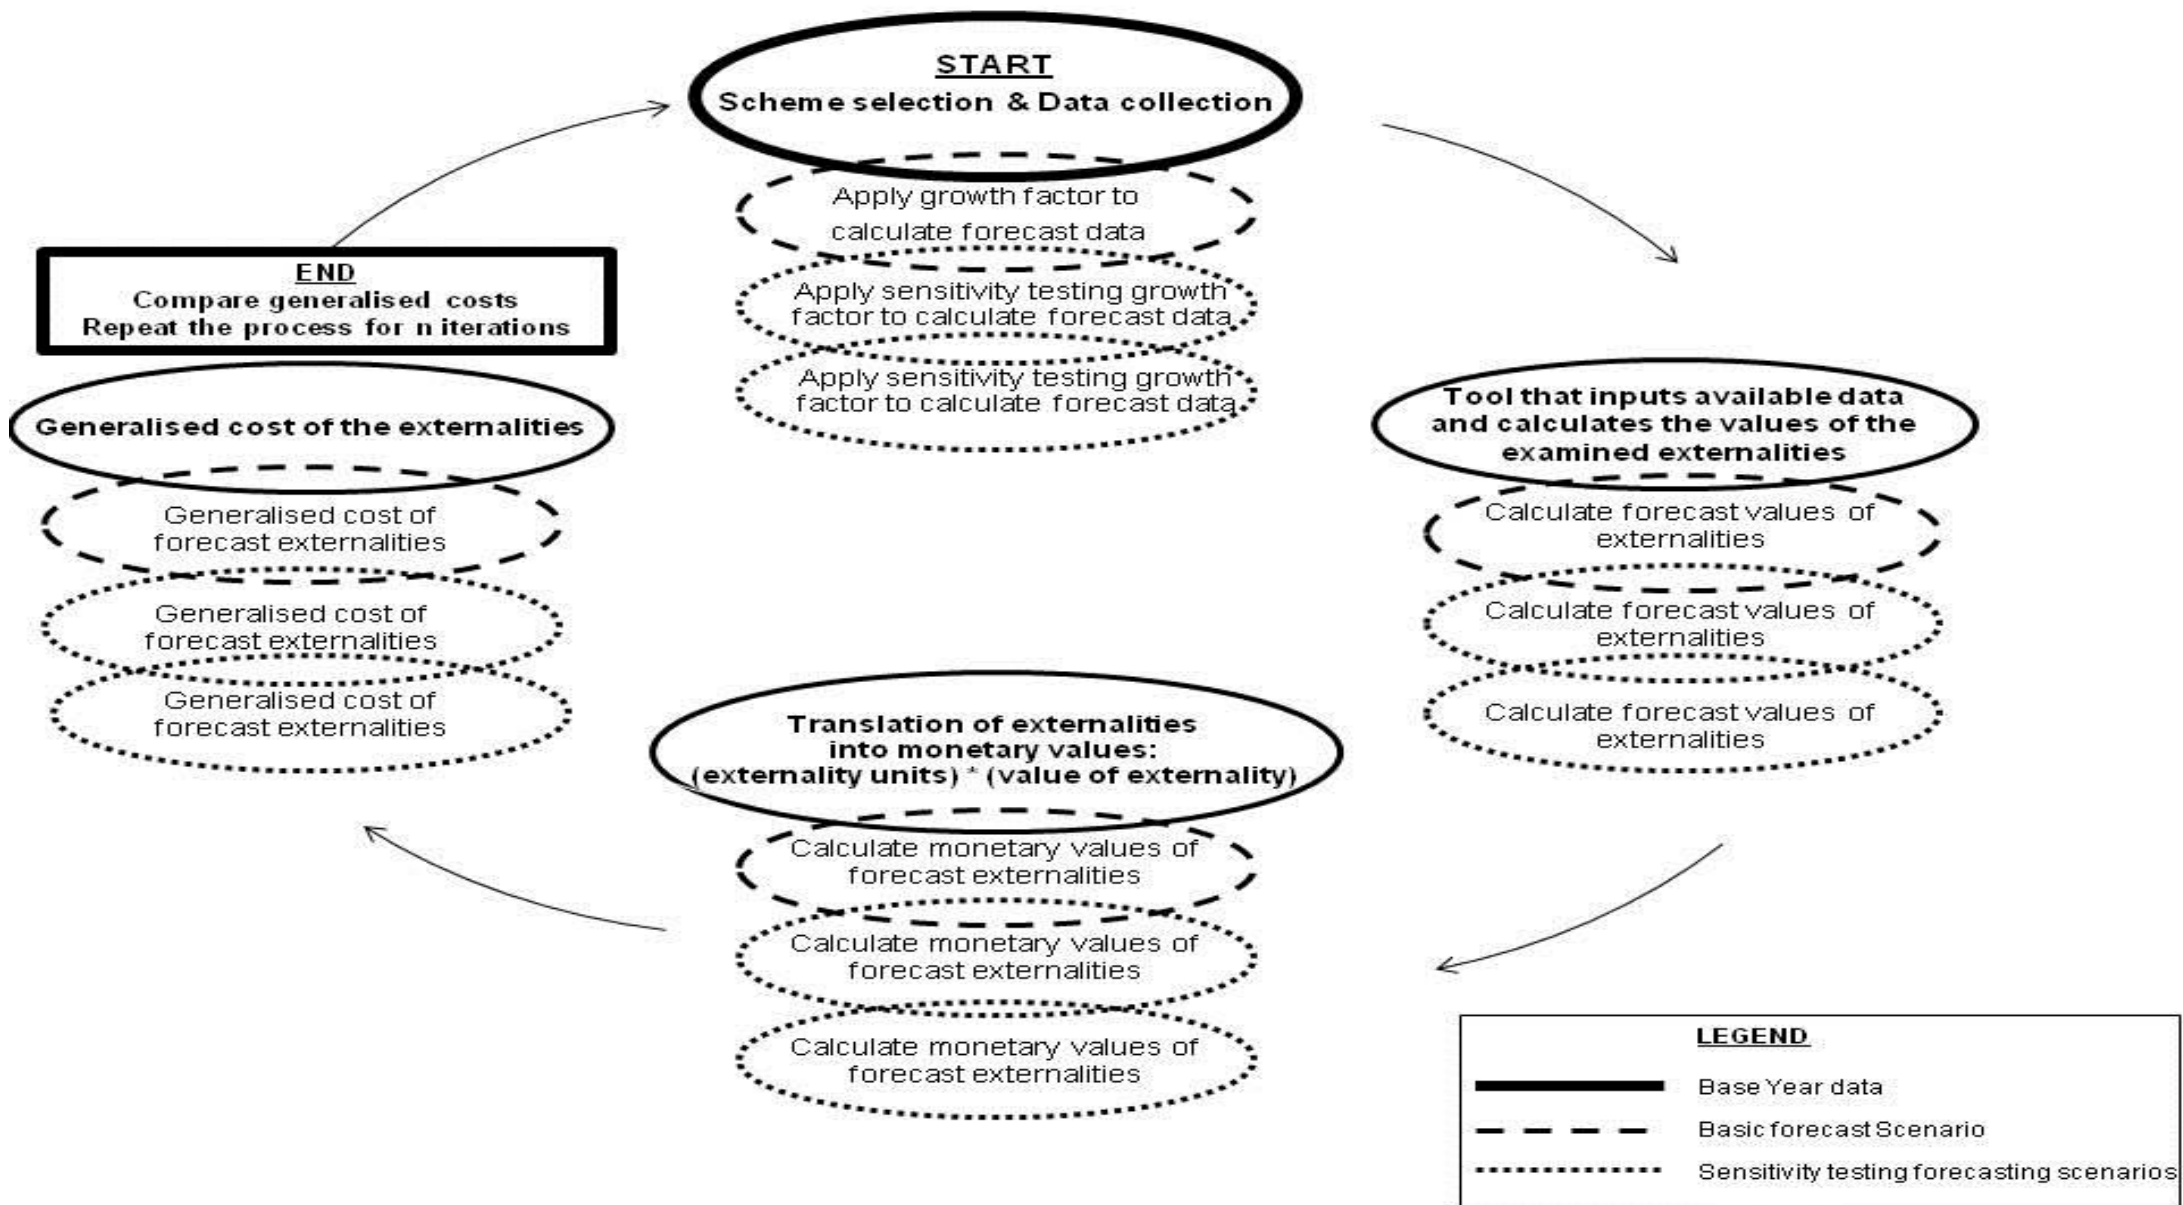 START
Scheme selection & Data collection
Apply growth factor to
calculate forecast data
Apply sensitivity testing growth
factor to calculate forecast data
Apply sensitivity testing growth
factor to calculate forecast data
Tool that inputs available data
and calculates the values of the
examined externalities
Calculate forecast values of
externalities
Calculate forecast values of
externalities
Calculate forecast values of
externalities
Translation of externalities
into monetary values:
(externality units) * (value of externality)
Calculate monetary values of
forecast externalities
Calculate monetary values of
forecast externalities
Calculate monetary values of
forecast externalities
END
Compare generalised costs
Repeat the process for n iterations
Generalised cost of the externalities
Generalised cost of
forecast externalities
Generalised cost of
forecast externalities
Generalised cost of
forecast externalities
LEGEND
Base Year data
Basic forecast Scenario
Sensitivity testing forecasting scenarios